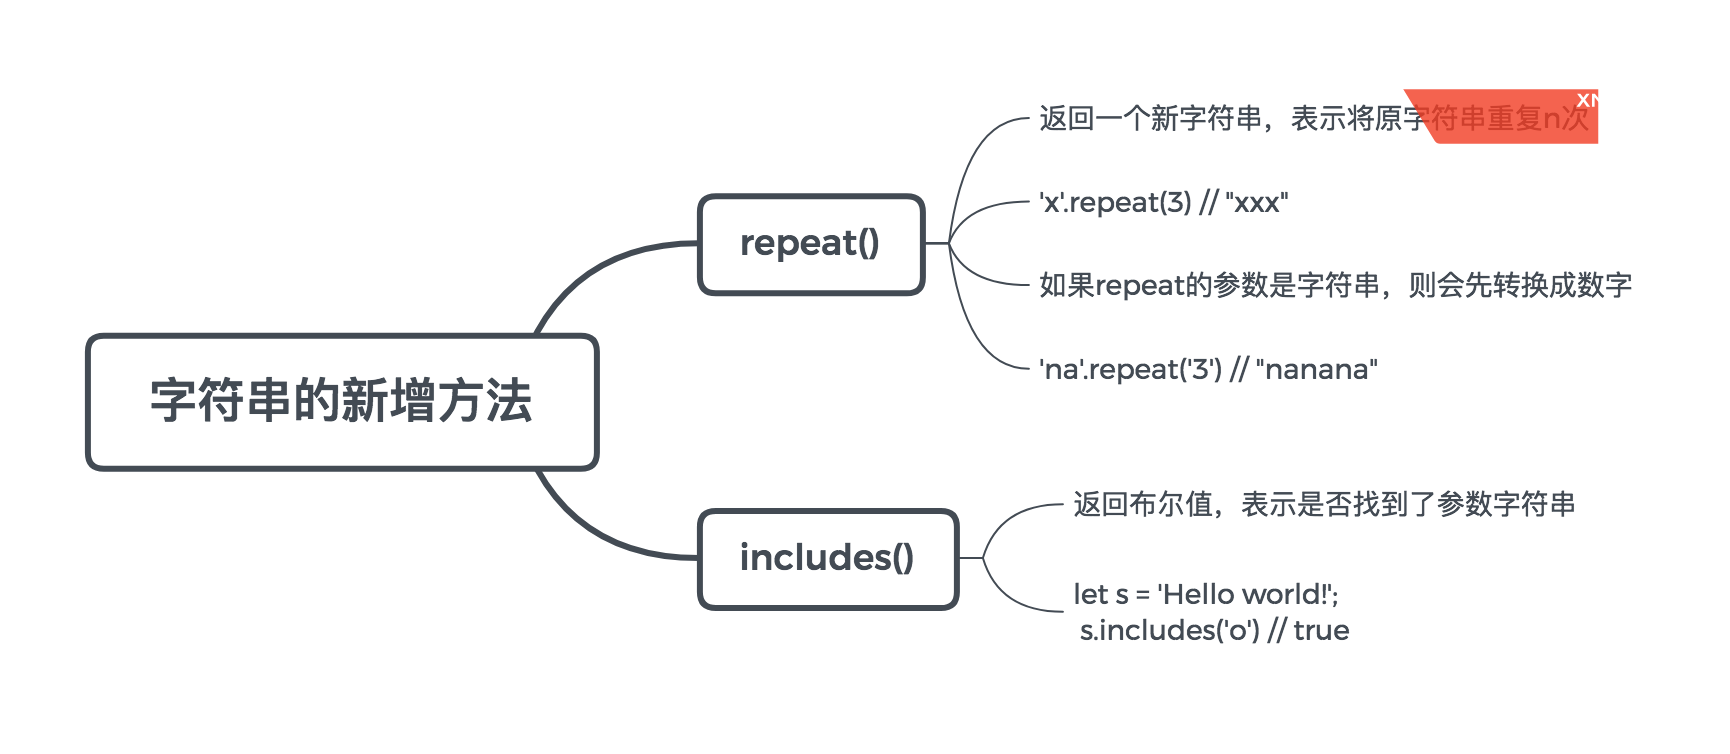 字符串的新增方法
repeat()
返回一个新字符串，表示将原字符串重复n次
'x'.repeat(3) // "xxx"
如果repeat的参数是字符串，则会先转换成数字
'na'.repeat('3') // "nanana"
includes()
返回布尔值，表示是否找到了参数字符串
let s = 'Hello world!';
s.includes('o') // true